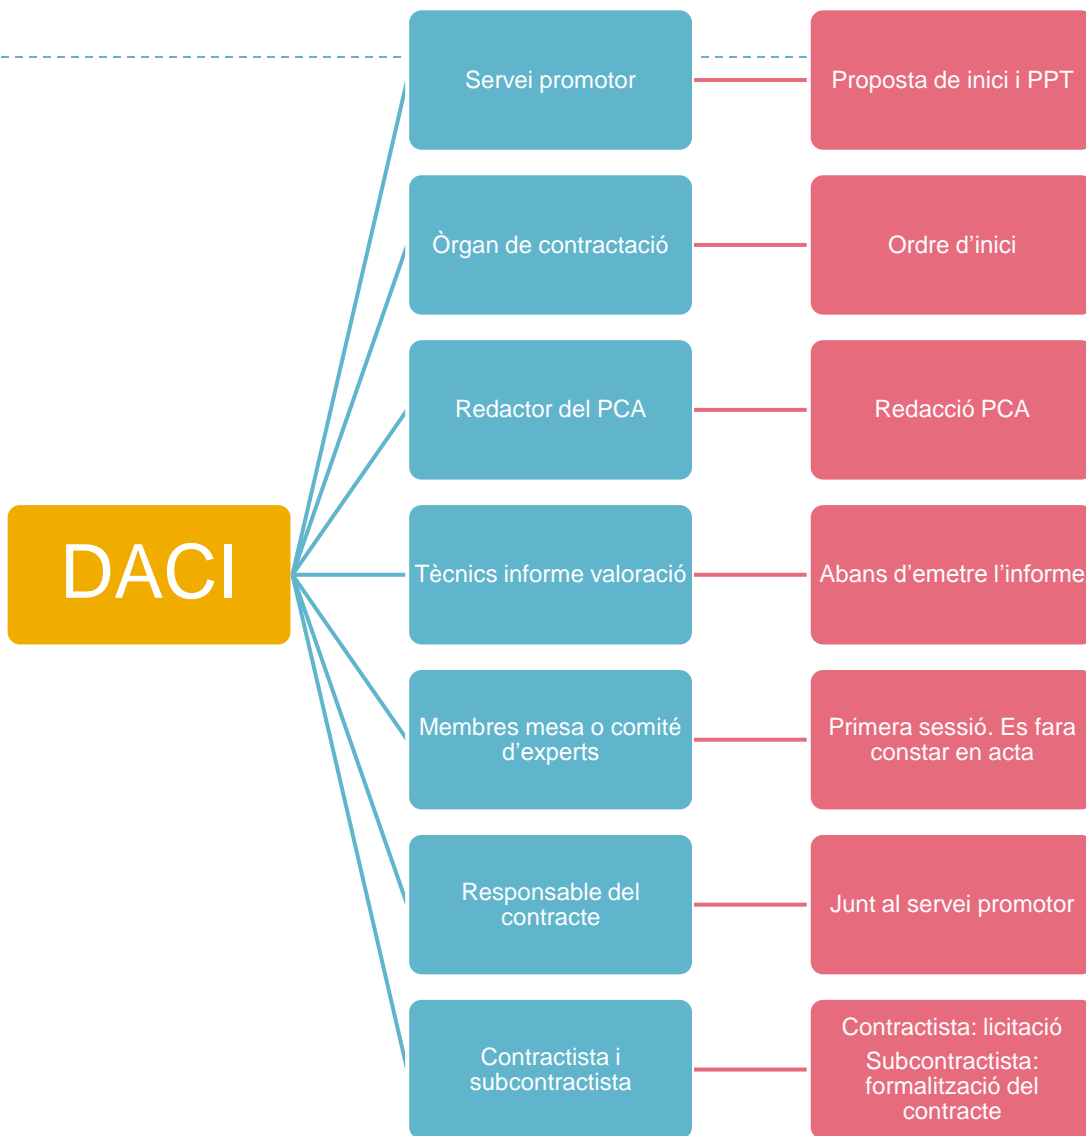 Servei promotor
Proposta de inici i PPT
Òrgan de contractació
Ordre d’inici
Redactor del PCA
Redacció PCA
DACI
Tècnics informe valoració
Abans d’emetre l’informe
Membres mesa o comité
d’experts
Primera sessió. Es fara
constar en acta
Responsable del
contracte
Junt al servei promotor
Contractista i
subcontractista
Contractista: licitació
Subcontractista:
formalització del
contracte